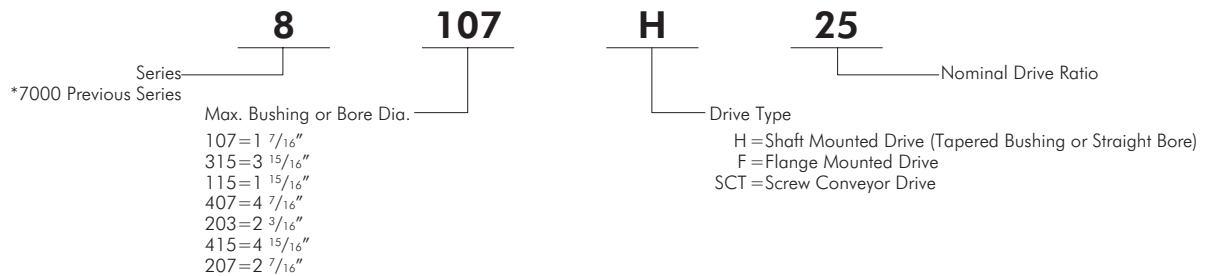 8 107 H 25
Series
*7000 Previous Series
Nominal Drive Ratio
Max. Bushing or Bore Dia.
107=1 7/16"
315=3 15/16"
115=1 15/16"
407=4 7/16"
203=2 3/16"
415=4 15/16"
207=2 7/16"
Drive Type
H =Shaft Mounted Drive (Tapered Bushing or Straight Bore)
F =Flange Mounted Drive
SCT =Screw Conveyor Drive